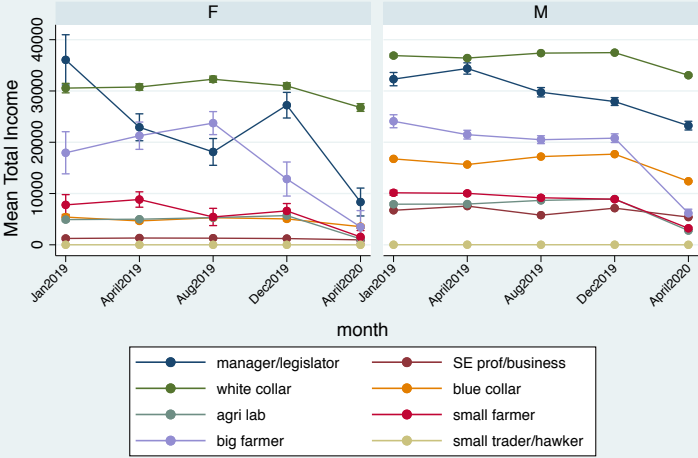 F M
Mean Total Income
40000
30000
20000
10000
0
Jan2019 April2019 Aug2019 Dec2019 April2020 Jan2019 April2019 Aug2019 Dec2019 April2020
month
manager/legislator SE prof/business
white collar blue collar
agri lab small farmer
big farmer small trader/hawker